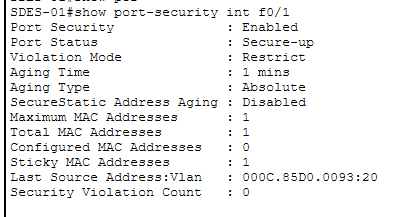 SDES-01#show port-security int f0/1
Port Security : Enabled
Port Status : Secure-up
Violation Mode : Restrict
Aging Time : 1 mins
Aging Type : Absolute
SecureStatic Address Aging : Disabled
Maximum MAC Addresses : 1
Total MAC Addresses : 1
Configured MAC Addresses : 0
Sticky MAC Addresses : 1
Last Source Address:Vlan : 000C.85D0.0093:20
Security Violation Count : 0